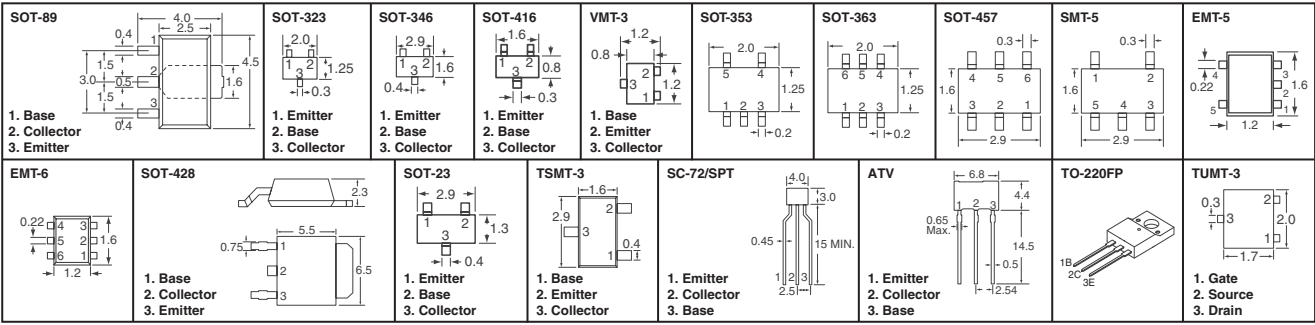 SOT-89
4.0
2.5
0.4
1
1.5
3.0
2
0.5
1.6
4.5
1.5
3
0.4
1. Base
2. Collector
3. Emitter
SOT-323
2.0
1 2
3
1.25
0.3
1. Emitter
2. Base
3. Collector
SOT-346
2.9
1 2
3
1.6
0.4
1. Emitter
2. Base
3. Collector
SOT-416
1.6
1 2
3
0.8
0.3
1. Emitter
2. Base
3. Collector
VMT-3
1.2
0.8
2
3
1
1.2
1. Base
2. Emitter
3. Collector
SOT-353
2.0
5 4
1.25
1 2 3
0.2
SOT-363
2.0
6 5 4
1.25
1 2 3
0.2
SOT-457
0.3
4 5 6
1.6
3 2 1
2.9
SMT-5
0.3
1 2
1.6
5 4 3
2.9
EMT-5
4
3
0.22
2
1.6
5
1
1.2
EMT-6
0.22
4 3
5 2
6 1
1.6
1.2
SOT-428
2.3
5.5
0.75
1
2
6.5
3
1. Base
2. Collector
3. Emitter
SOT-23
2.9
1 2
3
1.3
0.4
1. Emitter
2. Base
3. Collector
TSMT-3
1.6
2
2.9
3
0.4
1
1. Base
2. Emitter
3. Collector
SC-72/SPT
4.0
3.0
0.45
15 MIN.
1 2 3
2.5
1. Emitter
2. Collector
3. Base
ATV
6.8
4.4
1 2 3
0.65
Max.
14.5
0.5
2.54
1. Emitter
2. Collector
3. Base
TO-220FP
1B
2C
3E
TUMT-3
0.3
2
3
2.0
1
1.7
1. Gate
2. Source
3. Drain